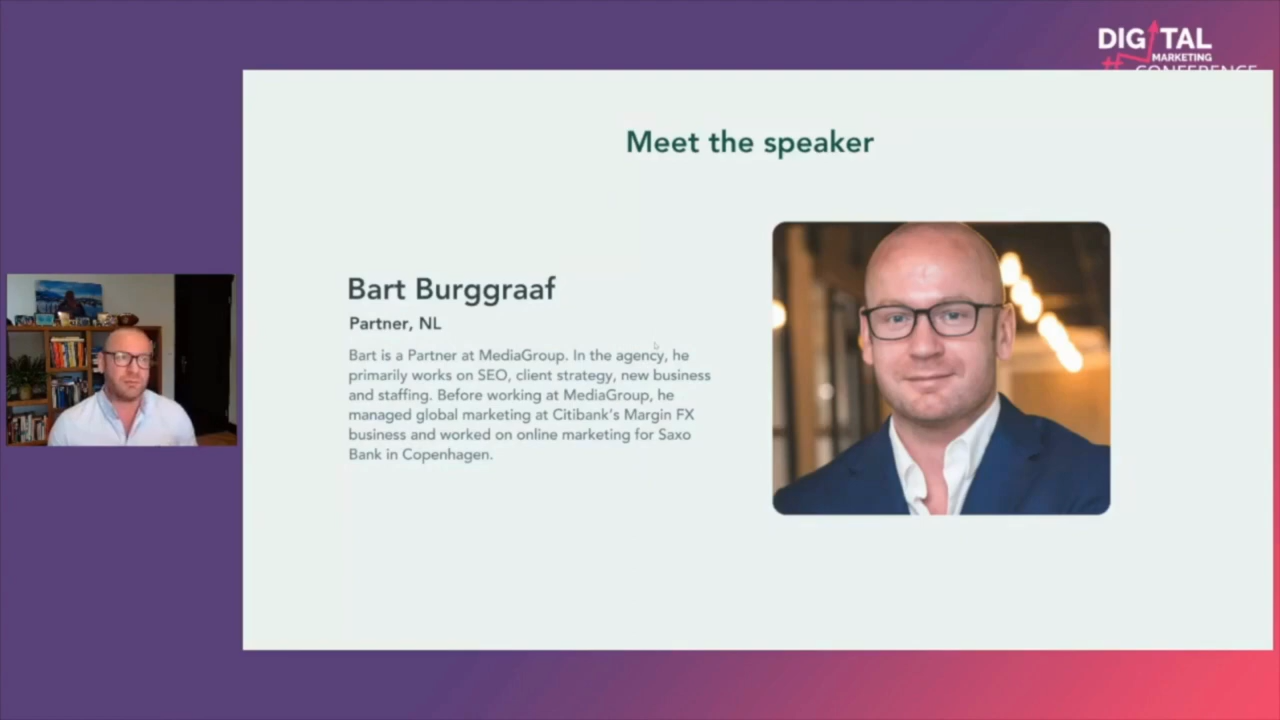 DIGITAL
MARKETING
CONFERENCE
Meet the speaker
Bart Burggraaf
Partner, NL
Bart is a Partner at MediaGroup. In the agency, he
primarily works on SEO, client strategy, new business
and staffing. Before working at MediaGroup, he
managed global marketing at Citibank's Margin FX
business and worked on online marketing for Saxo
Bank in Copenhagen.